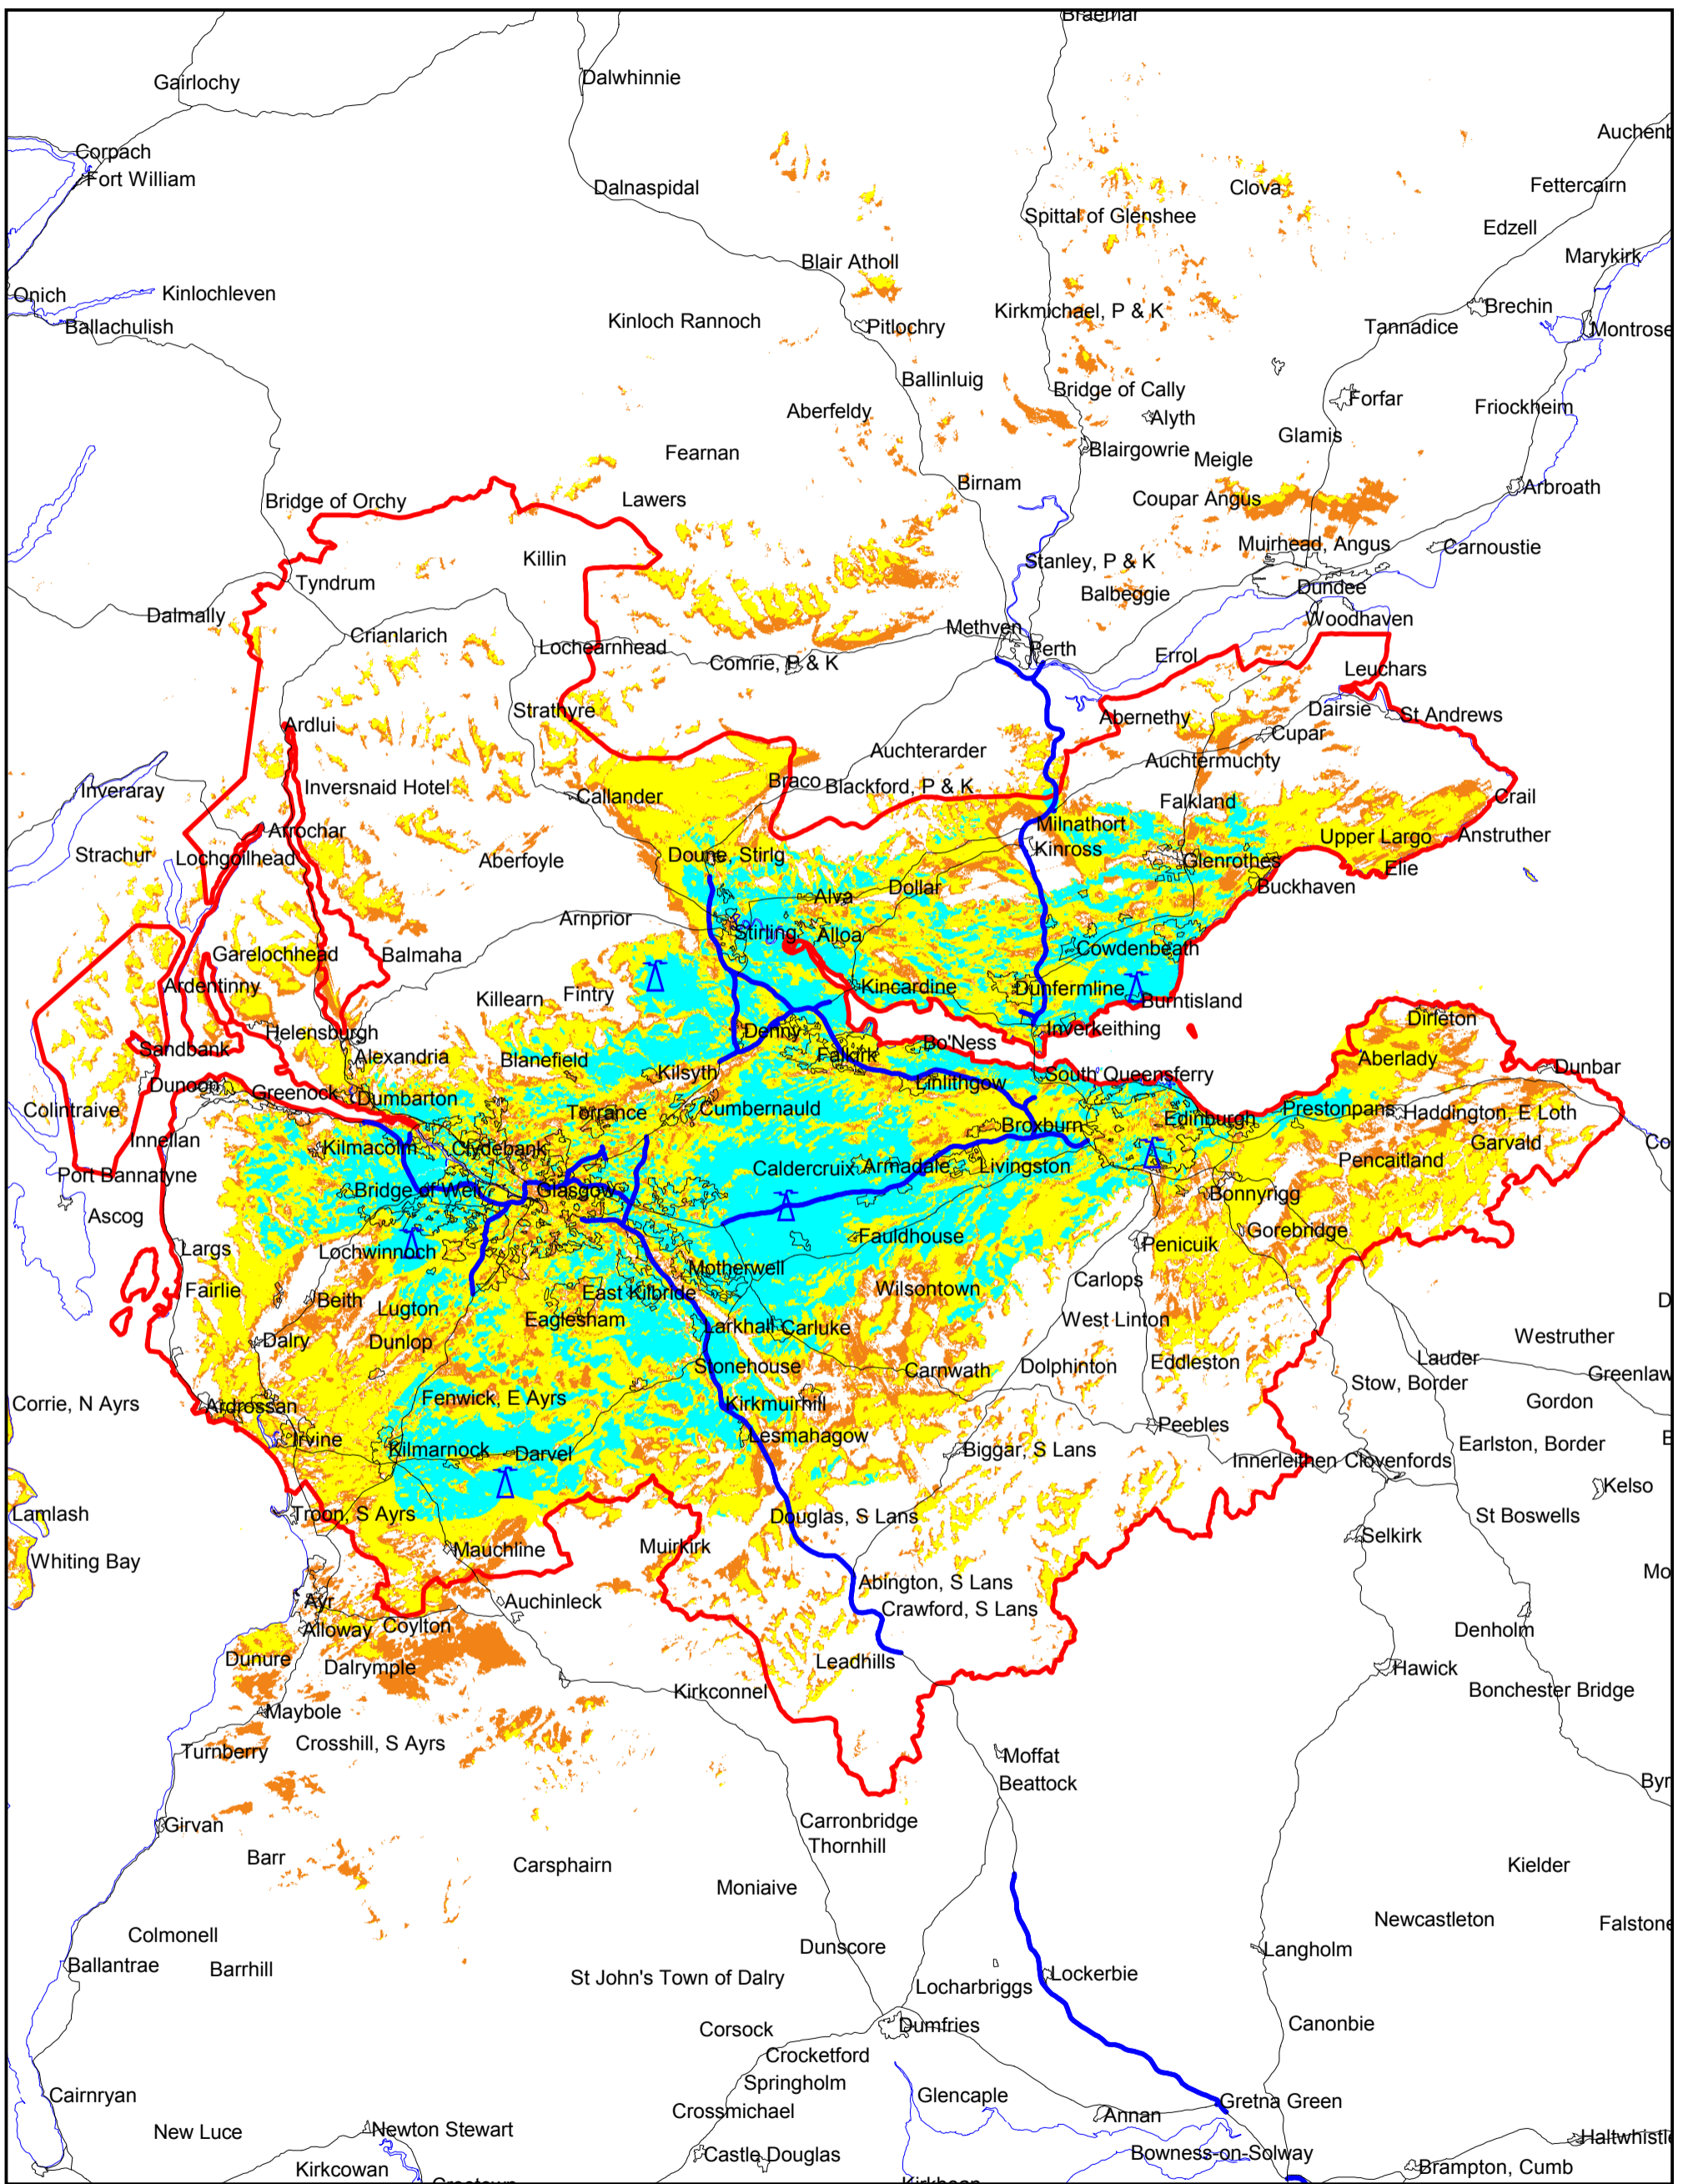 Braemar
Gairlochy
Dalwhinnie
Corpach
Fort William
Dalnaspidal
Clova
Fettercairn
Spittal of Glenshee
Edzell
Blair Atholl
Marykirk
Onich
Kinlochleven
Ballachulish
Kinloch Rannoch
Pitlochry
Kirkmichael, P & K
Tannadice
Brechin
Montrose
Ballinluig
Bridge of Cally
Aberfeldy
Alyth
Forfar
Friockheim
Glamis
Fearnan
Blairgowrie
Meigle
Birnam
Bridge of Orchy
Lawers
Coupar Angus
Arbroath
Killin
Muirhead, Angus
Carnoustie
Stanley, P & K
Tyndrum
Balbeggie
Dundee
Dalmally
Woodhaven
Crianlarich
Methven
Lochearnhead
Perth
Comrie, P & K
Errol
Leuchars
Strathyre
Ardlui
Abernethy
Dairsie
St Andrews
Cupar
Auchterarder
Auchtermuchty
Inveraray
Inversnaid Hotel
Callander
Braco
Blackford, P & K
Falkland
Crail
Arrochar
Milnathort
Upper Largo
Anstruther
Strachur
Lochgoilhead
Aberfoyle
Doune, Stirlg
Kinross
Glenrothes
Elie
Dollar
Buckhaven
Alva
Arnprior
Stirling
Alloa
Garelochhead
Balmaha
Cowdenbeath
Ardentinny
Killearn
Fintry
Kincardine
Dunfermline
Burntisland
Helensburgh
Denny
Inverkeithing
Dirleton
Sandbank
Alexandria
Blanefield
Falkirk
Bo'Ness
Aberlady
Dunoon
Greenock
Dumbarton
Kilsyth
Linlithgow
South Queensferry
Dunbar
Colintraive
Torrance
Cumbernauld
Broxburn
Edinburgh
Prestonpans
Haddington, E Loth
Innellan
Kilmacolm
Clydebank
Garvald
Port Bannatyne
Caldercruix
Armadale
Livingston
Pencaitland
Bridge of Weir
Glasgow
Bonnyrigg
Ascog
Largs
Lochwinnoch
Fauldhouse
Penicuik
Gorebridge
Motherwell
Carlops
Fairlie
Beith
Lugton
East Kilbride
Wilsontown
Eaglesham
Larkhall
Carluke
West Linton
Dalry
Dunlop
Westruther
Stonehouse
Carnwath
Dolphinton
Eddleston
Lauder
Greenlaw
Corrie, N Ayrs
Ardrossan
Fenwick, E Ayrs
Kirkmuirhill
Stow, Border
Gordon
Irvine
Lesmahagow
Peebles
Kilmarnock
Darvel
Biggar, S Lans
Earlston, Border
Innerleithen
Clovenfords
Kelso
Lamlash
Troon, S Ayrs
Douglas, S Lans
St Boswells
Whiting Bay
Mauchline
Muirkirk
Selkirk
Abington, S Lans
Ayr
Auchinleck
Crawford, S Lans
Alloway
Coylton
Denholm
Dunure
Dalrymple
Leadhills
Hawick
Kirkconnel
Bonchester Bridge
Maybole
Turnberry
Crosshill, S Ayrs
Moffat
Beattock
Girvan
Carronbridge
Thornhill
Barr
Carsphairn
Kielder
Moniaive
Newcastleton
Falstone
Colmonell
Dunscore
Langholm
Ballantrae
Barrhill
St John's Town of Dalry
Lockerbie
Locharbriggs
Corsock
Dumfries
Canonbie
Crocketford
Springholm
Cairnryan
Glencaple
Gretna Green
Crossmichael
Annan
New Luce
Newton Stewart
Castle Douglas
Bowness-on-Solway
Kirkcowan
Brampton, Cumb